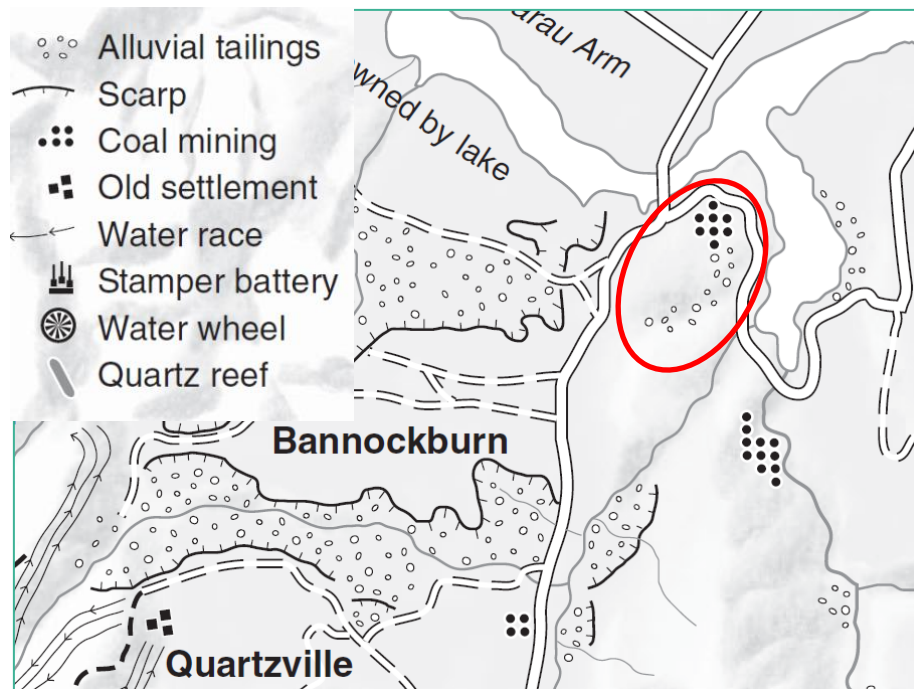 Alluvial tailings
Scarp
Coal mining
Old settlement
Water race
Stamper battery
Water wheel
Quartz reef
arau Arm
wned by lake
Bannockburn
Quartzville